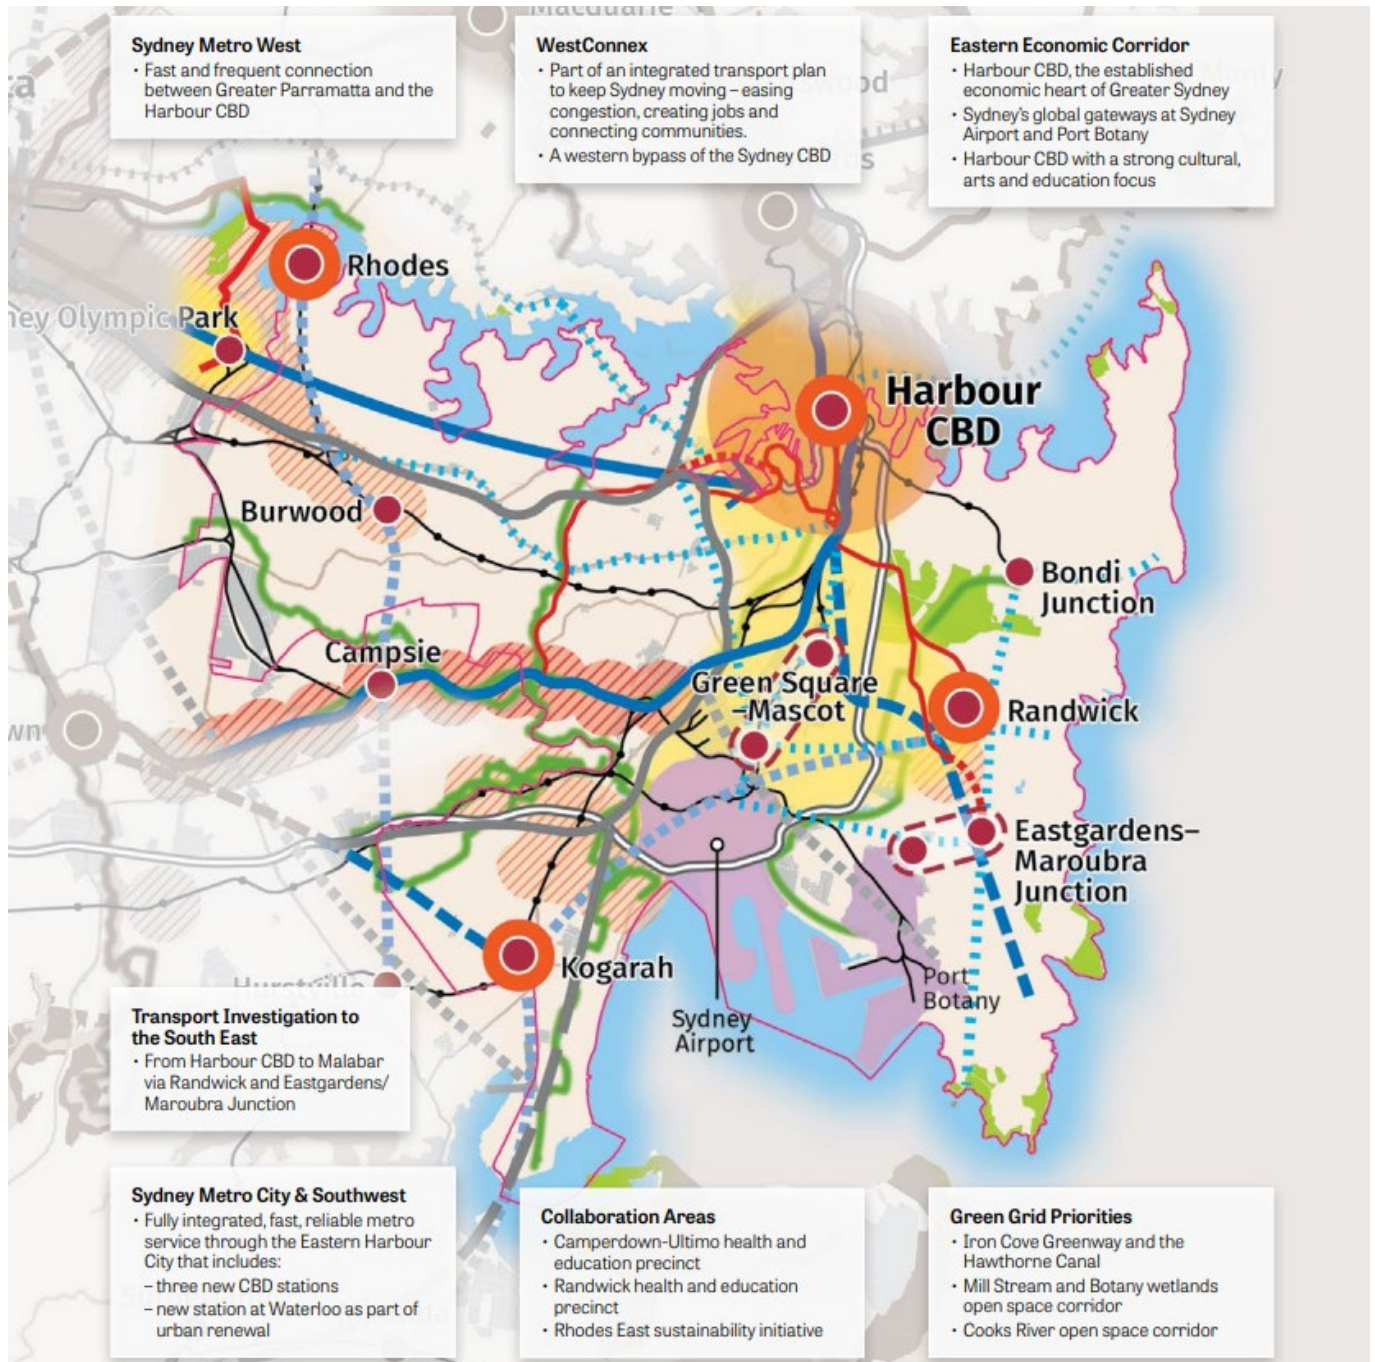 Macquarie
Sydney Metro West
• Fast and frequent connection
between Greater Parramatta and the
Harbour CBD
WestConnex
• Part of an integrated transport plan
to keep Sydney moving – easing
congestion, creating jobs and
connecting communities.
• A western bypass of the Sydney CBD
Eastern Economic Corridor
• Harbour CBD, the established
economic heart of Greater Sydney
• Sydney's global gateways at Sydney
Airport and Port Botany
• Harbour CBD with a strong cultural,
arts and education focus
Rhodes
ney Olympic Park
Harbour
CBD
Burwood
Bondi
Junction
Campsie
Green Square
–Mascot
Randwick
Eastgardens–
Maroubra
Junction
Kogarah
Hurstville
Port
Botany
Sydney
Airport
Transport Investigation to
the South East
• From Harbour CBD to Malabar
via Randwick and Eastgardens/
Maroubra Junction
Sydney Metro City & Southwest
• Fully integrated, fast, reliable metro
service through the Eastern Harbour
City that includes:
– three new CBD stations
– new station at Waterloo as part of
urban renewal
Collaboration Areas
• Camperdown-Ultimo health and
education precinct
• Randwick health and education
precinct
• Rhodes East sustainability initiative
Green Grid Priorities
• Iron Cove Greenway and the
Hawthorne Canal
• Mill Stream and Botany wetlands
open space corridor
• Cooks River open space corridor